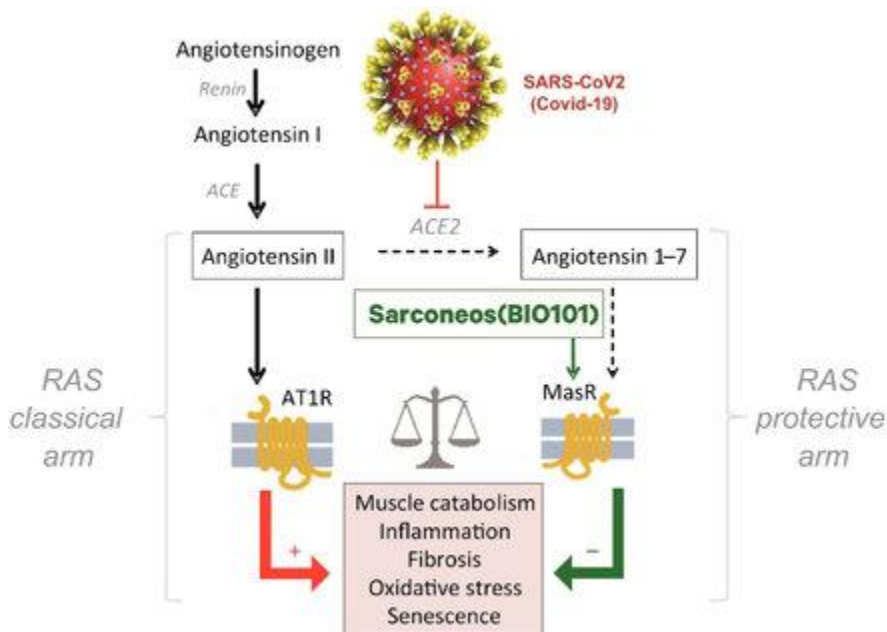 Angiotensinogen
Renin
SARS-CoV2
(Covid-19)
Angiotensin I
ACE
ACE2
Angiotensin II
Angiotensin 1–7
Sarconeos(BIO101)
RAS
classical
arm
AT1R
MasR
RAS
protective
arm
Muscle catabolism
Inflammation
Fibrosis
Oxidative stress
Senescence
+
–